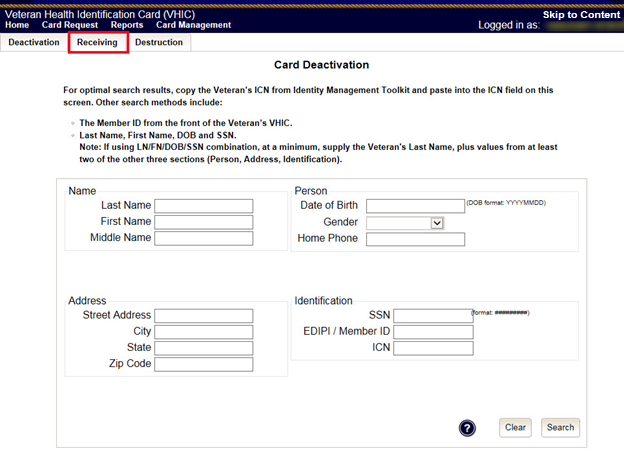 Veteran Health Identification Card (VHIC)
Skip to Content
Home Card Request Reports Card Management
Logged in as:
Deactivation Receiving Destruction
Card Deactivation
For optimal search results, copy the Veteran's ICN from Identity Management Toolkit and paste into the ICN field on this
screen. Other search methods include:
The Member ID from the front of the Veteran's VHIC.
Last Name, First Name, DOB and SSN.
Note: If using LN/FN/DOB/SSN combination, at a minimum, supply the Veteran's Last Name, plus values from at least
two of the other three sections (Person, Address, Identification).
Name
Last Name
First Name
Middle Name
Person
Date of Birth (DOB format: YYYYMMDD)
Gender
Home Phone
Address
Street Address
City
State
Zip Code
Identification
SSN (format: #########)
EDIPI / Member ID
ICN
? Clear Search